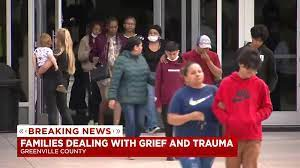 BREAKING NEWS
FAMILIES DEALING WITH GRIEF AND TRAUMA
GREENVILLE COUNTY